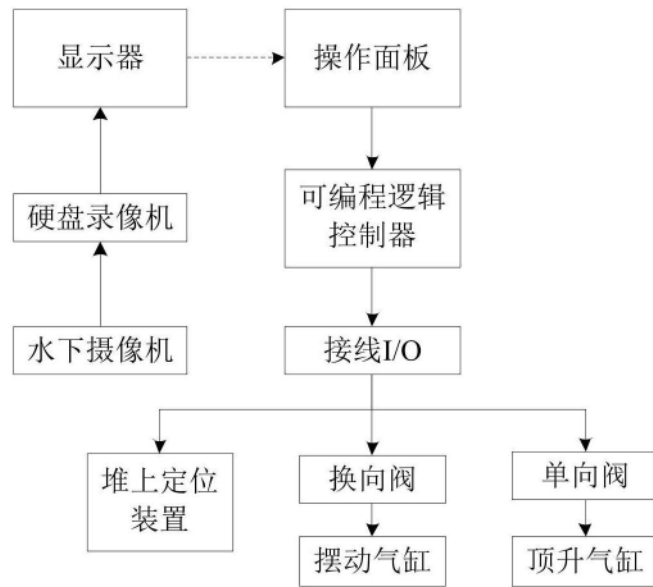 显示器
操作面板
硬盘录像机
可编程逻辑
控制器
水下摄像机
接线I/O
堆上定位
装置
换向阀
单向阀
摆动气缸
顶升气缸